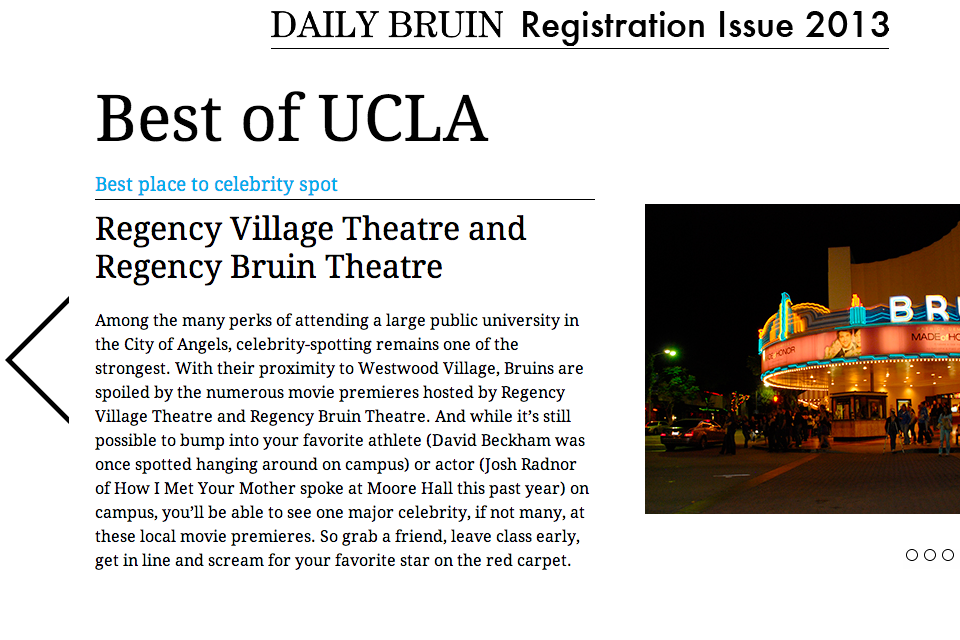 DAILY BRUIN Registration Issue 2013
Best of UCLA
Best place to celebrity spot
Regency Village Theatre and
Regency Bruin Theatre
Among the many perks of attending a large public university in
the City of Angels, celebrity-spotting remains one of the
strongest. With their proximity to Westwood Village, Bruins are
spoiled by the numerous movie premieres hosted by Regency
Village Theatre and Regency Bruin Theatre. And while it’s still
possible to bump into your favorite athlete (David Beckham was
once spotted hanging around on campus) or actor (Josh Radnor
of How I Met Your Mother spoke at Moore Hall this past year) on
campus, you’ll be able to see one major celebrity, if not many, at
these local movie premieres. So grab a friend, leave class early,
get in line and scream for your favorite star on the red carpet.
BR
HONOR
MADE